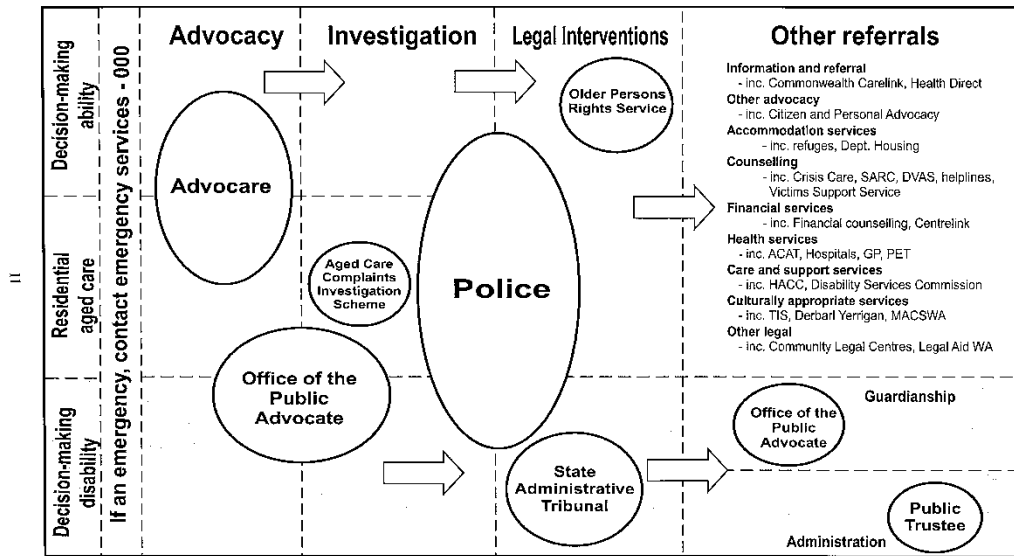 Advocacy
Investigation
Legal Interventions
Other referrals
Decision-making
ability
Residential
aged care
Decision-making
disability
If an emergency, contact emergency services - 000
Advocare
Older Persons
Rights Service
Aged Care
Complaints
Investigation
Scheme
Police
Office of the
Public
Advocate
State
Administrative
Tribunal
Information and referral
- inc. Commonwealth Carelink, Health Direct
Other advocacy
- inc. Citizen and Personal Advocacy
Accommodation services
- inc. refuges, Dept. Housing
Counselling
- inc. Crisis Care, SARC, DVAS, helplines,
Victims Support Service
Financial services
- inc. Financial counselling, Centrelink
Health services
- inc. ACAT, Hospitals, GP, PET
Care and support services
- inc. HACC, Disability Services Commission
Culturally appropriate services
- inc. TIS, Derbarl Yerrigan, MACSWA
Other legal
- inc. Community Legal Centres, Legal Aid WA
Guardianship
Office of the
Public
Advocate
Public
Trustee
Administration
11